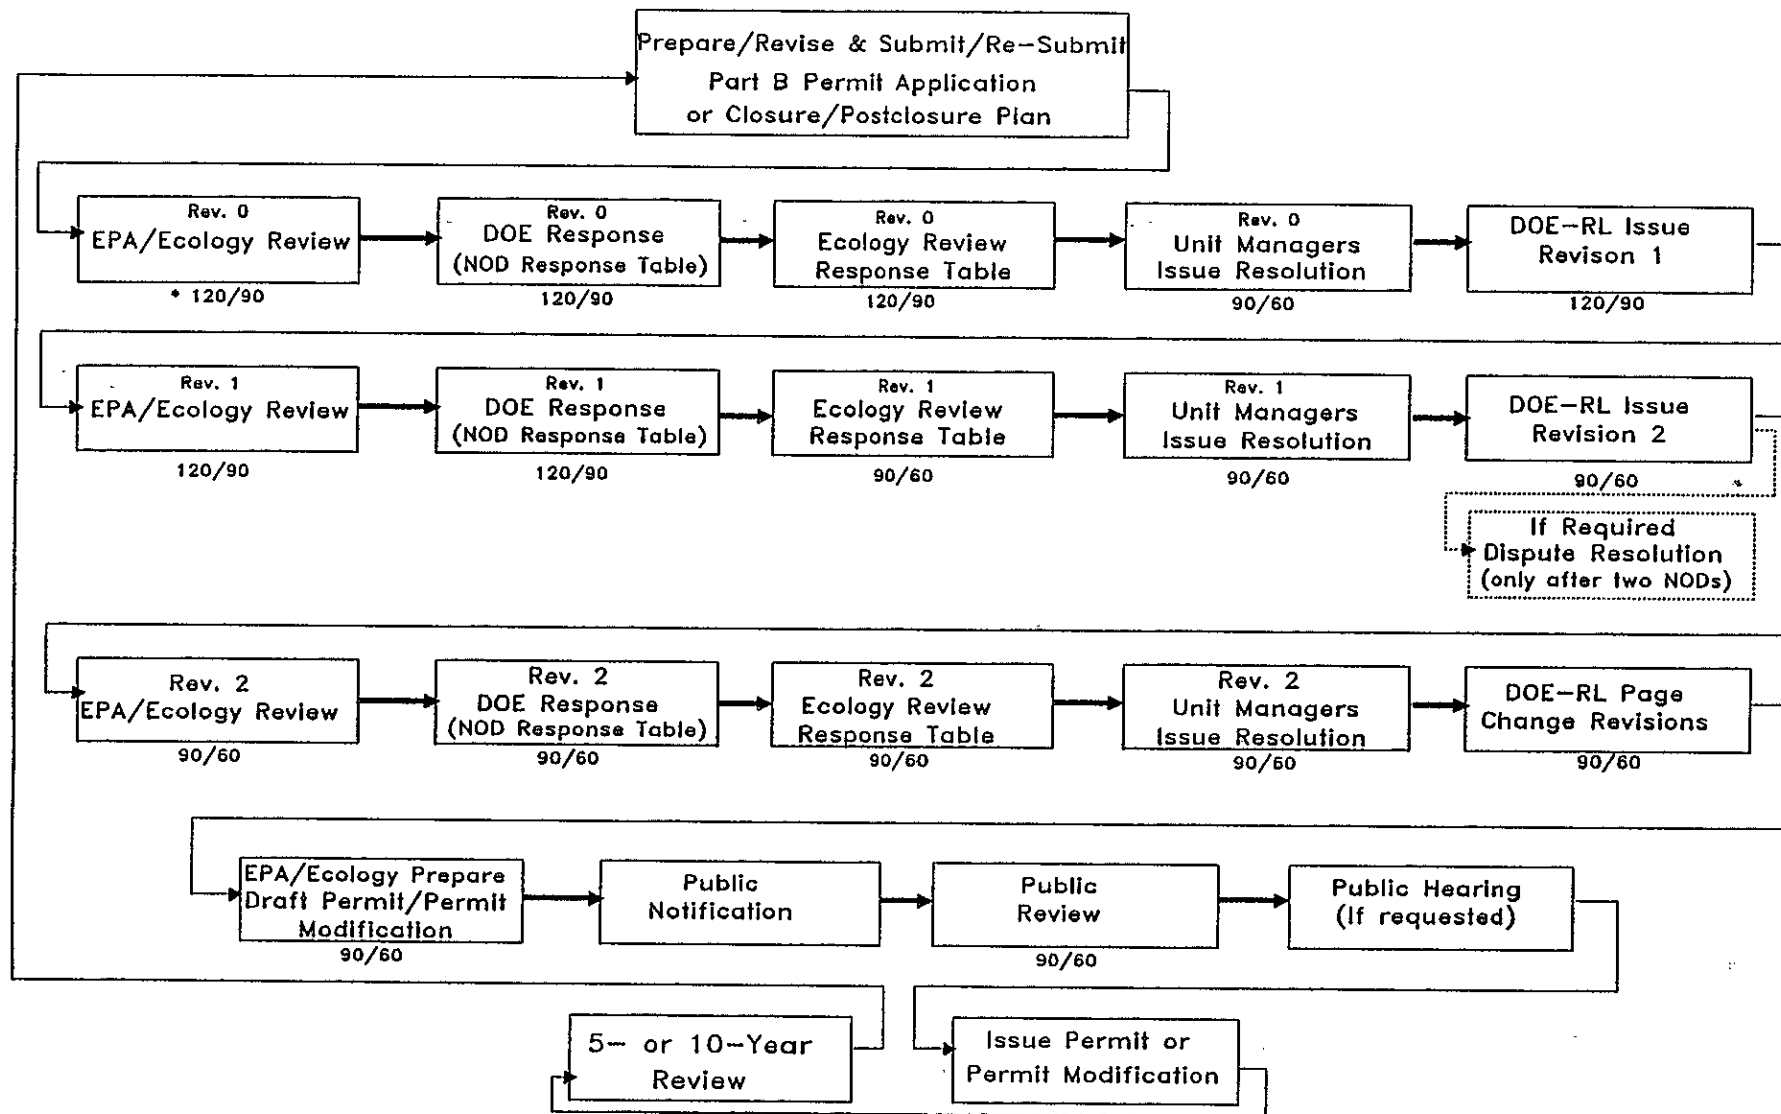 Prepare/Revise & Submit/Re-Submit
Part B Permit Application
or Closure/Postclosure Plan
Rev. 0
EPA/Ecology Review
* 120/90
Rev. 0
DOE Response
(NOD Response Table)
120/90
Rev. 0
Ecology Review
Response Table
120/90
Rev. 0
Unit Managers
Issue Resolution
90/60
DOE-RL Issue
Revison 1
120/90
Rev. 1
EPA/Ecology Review
120/90
Rev. 1
DOE Response
(NOD Response Table)
120/90
Rev. 1
Ecology Review
Response Table
90/60
Rev. 1
Unit Managers
Issue Resolution
90/60
DOE-RL Issue
Revision 2
90/60
If Required
Dispute Resolution
(only after two NODs)
Rev. 2
EPA/Ecology Review
90/60
Rev. 2
DOE Response
(NOD Response Table)
90/60
Rev. 2
Ecology Review
Response Table
90/60
Rev. 2
Unit Managers
Issue Resolution
90/60
DOE-RL Page
Change Revisions
90/60
EPA/Ecology Prepare
Draft Permit/Permit
Modification
90/60
Public
Notification
Public
Review
90/60
Public Hearing
(If requested)
5- or 10-Year
Review
Issue Permit or
Permit Modification